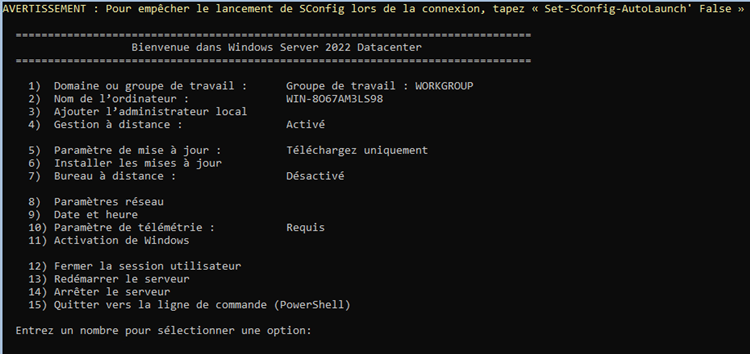 AVERTISSEMENT : Pour empêcher le lancement de SConfig lors de la connexion, tapez « Set-SConfig-AutoLaunch' False »
================================================================================
Bienvenue dans Windows Server 2022 Datacenter
================================================================================
1) Domaine ou groupe de travail : Groupe de travail : WORKGROUP
2) Nom de l’ordinateur : WIN-8O67AM3LS98
3) Ajouter l’administrateur local
4) Gestion à distance : Activé
5) Paramètre de mise à jour : Téléchargez uniquement
6) Installer les mises à jour
7) Bureau à distance : Désactivé
8) Paramètres réseau
9) Date et heure
10) Paramètre de télémétrie : Requis
11) Activation de Windows
12) Fermer la session utilisateur
13) Redémarrer le serveur
14) Arrêter le serveur
15) Quitter vers la ligne de commande (PowerShell)
Entrez un nombre pour sélectionner une option: